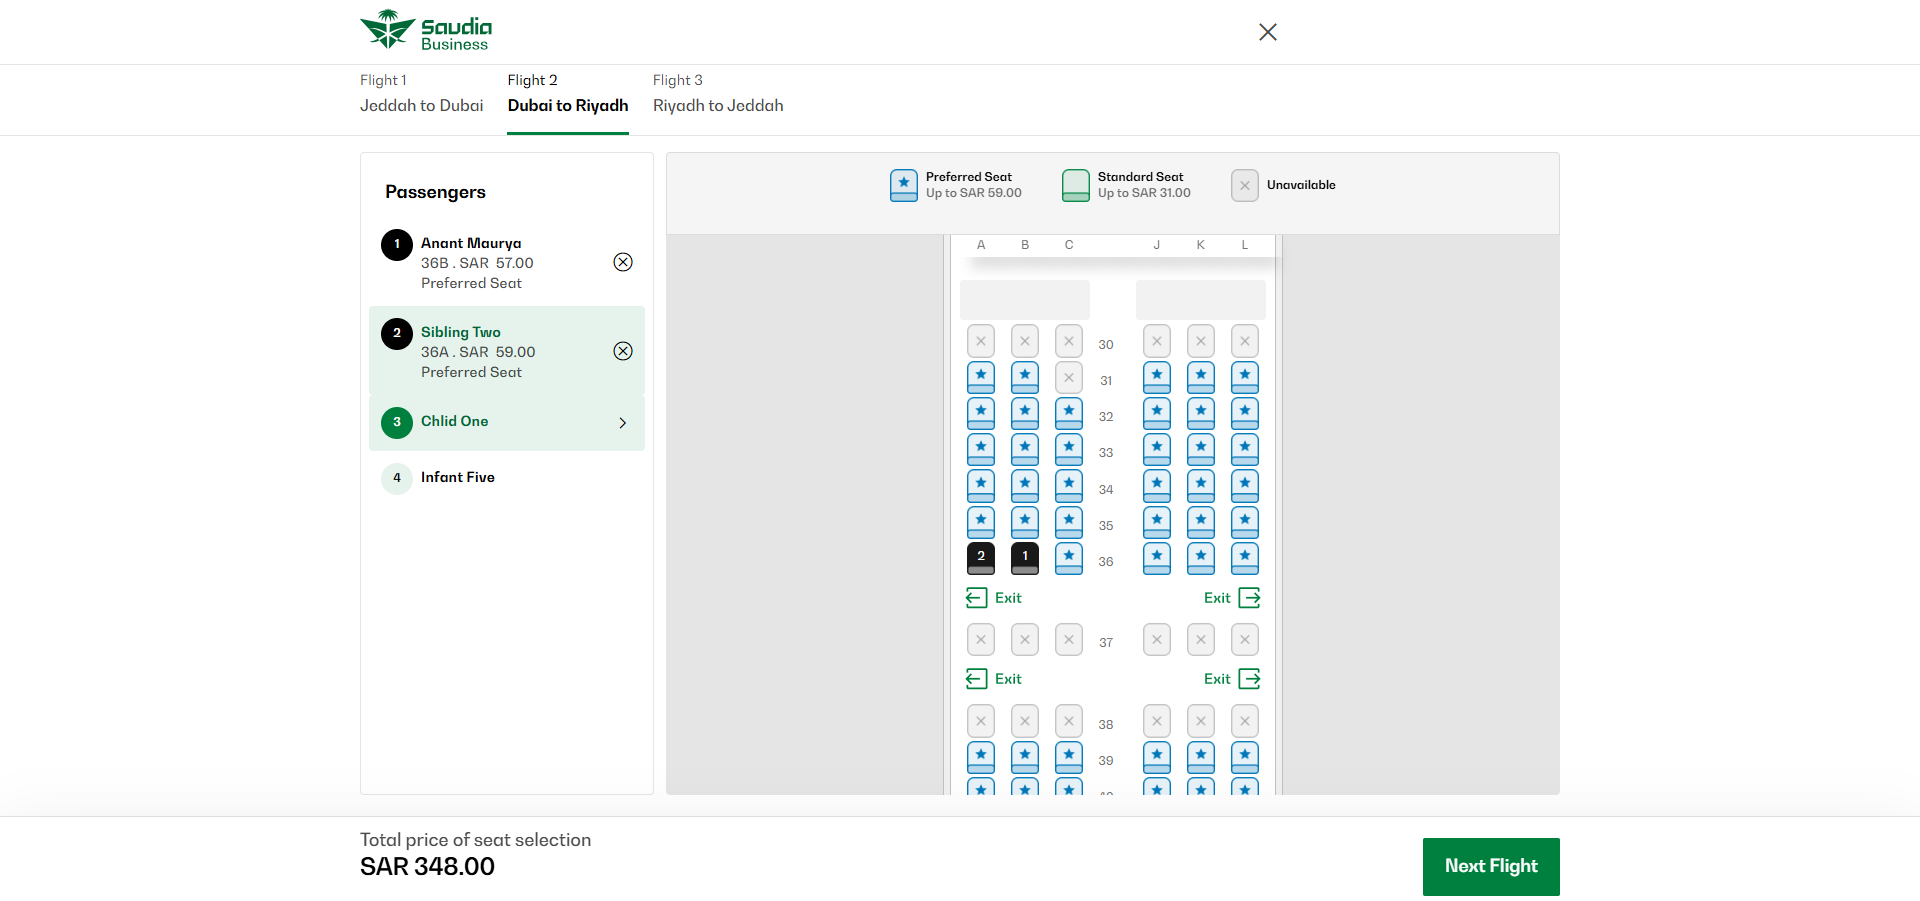 Saudia
Business
Flight 1
Jeddah to Dubai
Flight 2
Dubai to Riyadh
Flight 3
Riyadh to Jeddah
Passengers
1
Anant Maurya
36B . SAR 57.00
Preferred Seat
2
Sibling Two
36A . SAR 59.00
Preferred Seat
3
Chlid One
4
Infant Five
Preferred Seat
Up to SAR 59.00
Standard Seat
Up to SAR 31.00
Unavailable
A B C J K L
30
31
32
33
34
35
2 1 36
Exit Exit
37
Exit Exit
38
39
Total price of seat selection
SAR 348.00
Next Flight